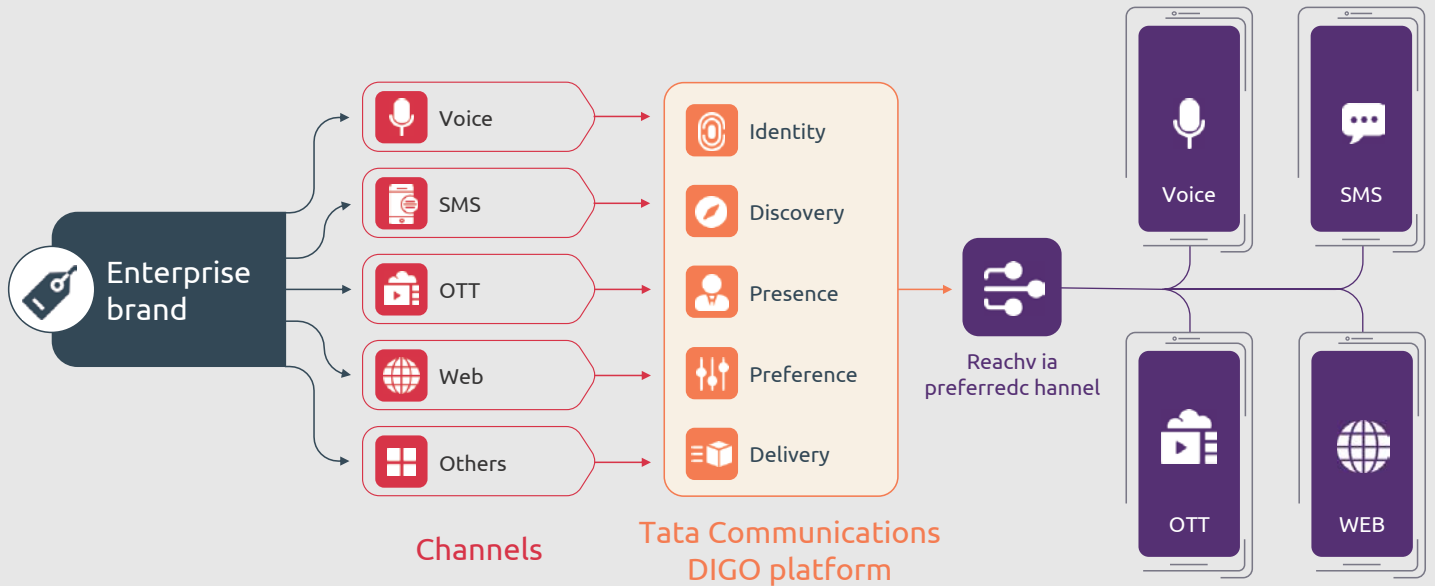 Enterprise
brand
Voice
SMS
OTT
Web
Others
Channels
Identity
Discovery
Presence
Preference
Delivery
Tata Communications
DIGO platform
Reachv ia
preferredc hannel
Voice
SMS
OTT
WEB